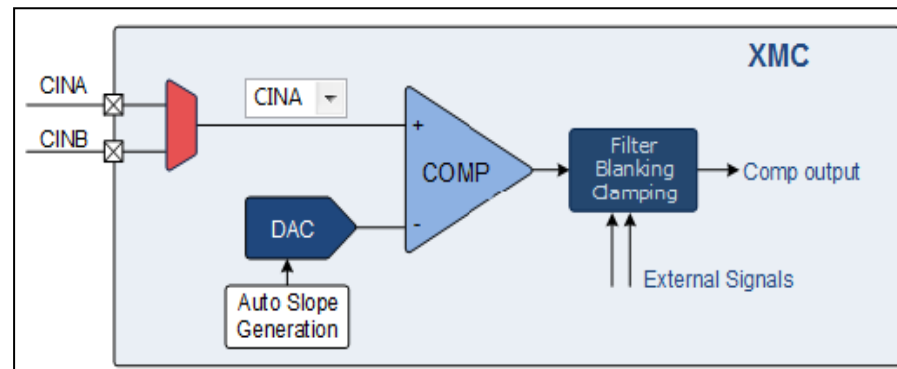 XMC
CINA
CINA
CINB
+
COMP
-
Filter
Blanking
Clamping
Comp output
DAC
External Signals
Auto Slope
Generation